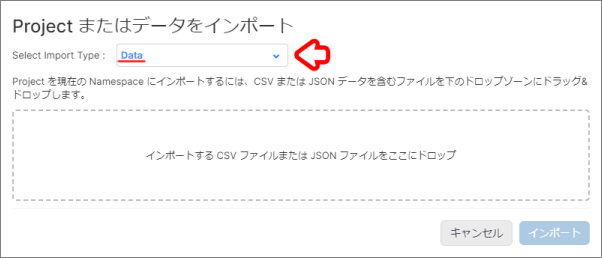 Project またはデータをインポート
Select Import Type : Data
Project を現在の Namespace にインポートするには、CSV または JSON データを含むファイルを下のドロップゾーンにドラッグ&
ドロップします。
インポートする CSV ファイルまたは JSON ファイルをここにドロップ
キャンセル インポート